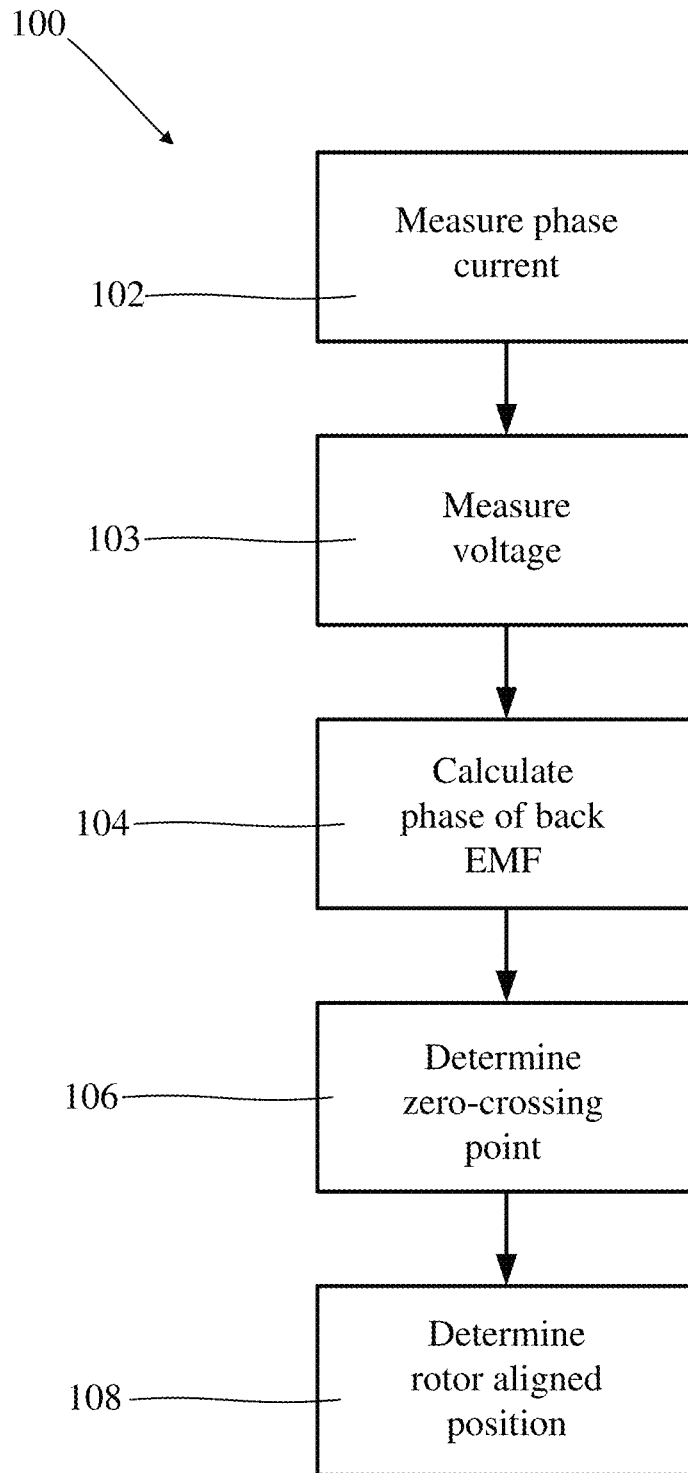 100
Measure phase
current
102
Measure
voltage
103
Calculate
phase of back
EMF
104
Determine
zero-crossing
point
106
Determine
rotor aligned
position
108